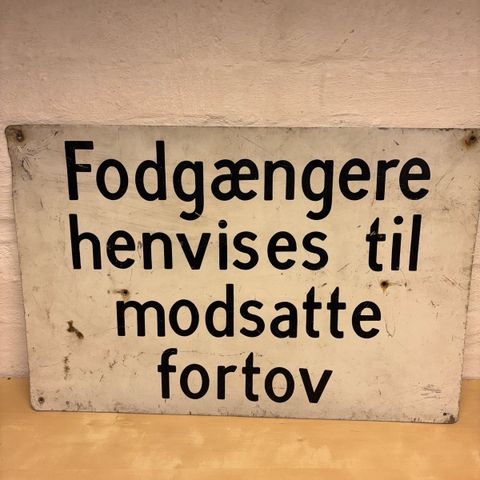 Fodgængere
henvises til
modsatte
fortov